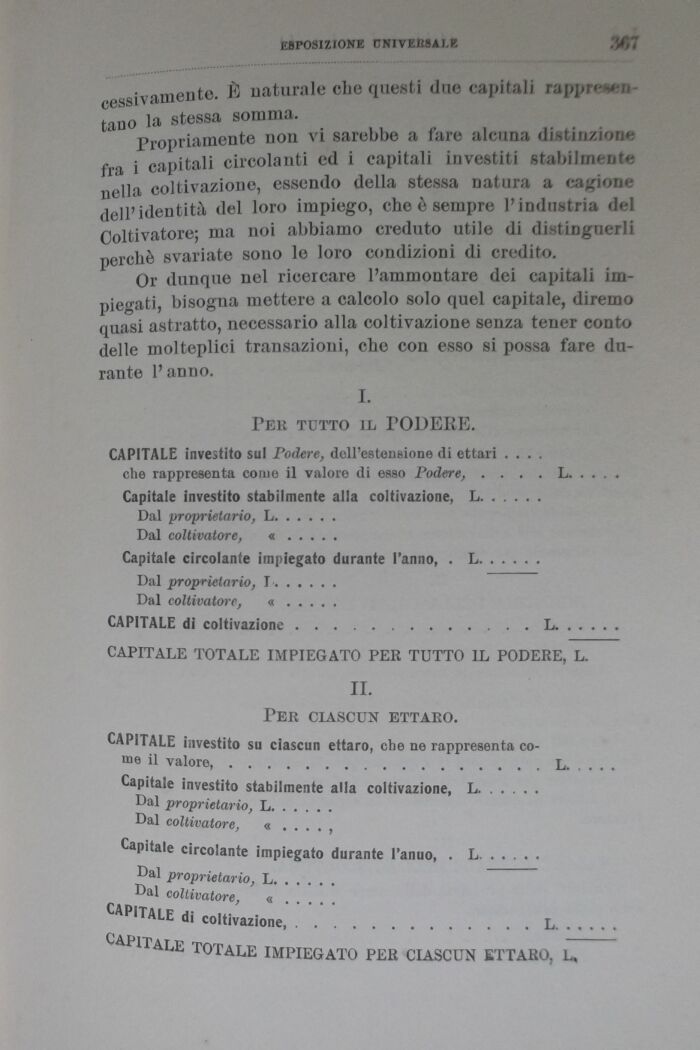 ESPOSIZIONE UNIVERSALE 367
cessivamente. È naturale che questi due capitali rappresen-
tano la stessa somma.
Propriamente non vi sarebbe a fare alcuna distinzione
fra i capitali circolanti ed i capitali investiti stabilmente
nella coltivazione, essendo della stessa natura a cagione
dell'identità del loro impiego, che è sempre l'industria del
Coltivatore; ma noi abbiamo creduto utile di distinguerli
perchè svariate sono le loro condizioni di credito.
Or dunque nel ricercare l'ammontare dei capitali im-
piegati, bisogna mettere a calcolo solo quel capitale, diremo
quasi astratto, necessario alla coltivazione senza tener conto
delle molteplici transazioni, che con esso si possa fare du-
rante l'anno.
I.
PER TUTTO IL PODERE.
CAPITALE investito sul Podere, dell'estensione di ettari . . . .
che rappresenta come il valore di esso Podere, . . . . L. . . . .
Capitale investito stabilmente alla coltivazione, L. . . . . .
Dal proprietario, L. . . . . .
Dal coltivatore, « . . . . .
Capitale circolante impiegato durante l'anno, . L. . . . . .
Dal proprietario, L. . . . . .
Dal coltivatore, « . . . . .
CAPITALE di coltivazione . . . . . . . . . . . . . L. . . . . .
CAPITALE TOTALE IMPIEGATO PER TUTTO IL PODERE, L.
II.
PER CIASCUN ETTARO.
CAPITALE investito su ciascun ettaro, che ne rappresenta co-
me il valore, . . . . . . . . . . . . . . . . . L. . . . .
Capitale investito stabilmente alla coltivazione, L. . . . . .
Dal proprietario, L. . . . . .
Dal coltivatore, « . . . . ,
Capitale circolante impiegato durante l'anuo, . L. . . . . .
Dal proprietario, L. . . . . .
Dal coltivatore, « . . . . .
CAPITALE di coltivazione, . . . . . . . . . . . . . L. . . . . .
CAPITALE TOTALE IMPIEGATO PER CIASCUN ETTARO, L.